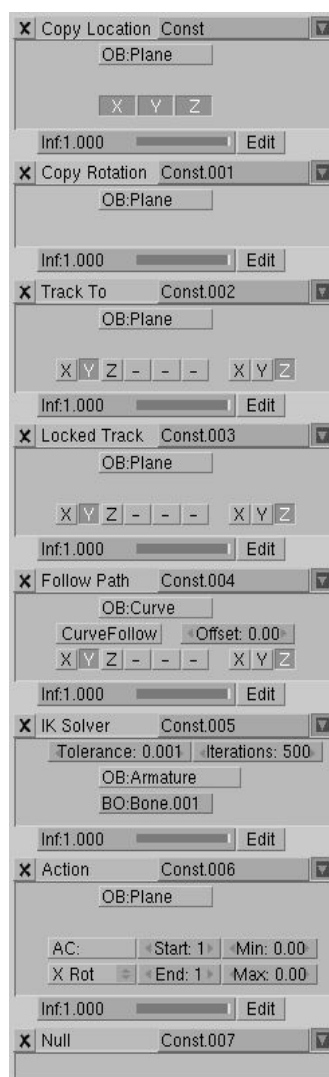 X Copy Location Const
OB:Plane
X Y Z
Inf:1.000 Edit
X Copy Rotation Const.001
OB:Plane
Inf:1.000 Edit
X Track To Const.002
OB:Plane
X Y Z - - - X Y Z
Inf:1.000 Edit
X Locked Track Const.003
OB:Plane
X Y Z - - - X Y Z
Inf:1.000 Edit
X Follow Path Const.004
OB:Curve
CurveFollow Offset: 0.00
X Y Z - - - X Y Z
Inf:1.000 Edit
X IK Solver Const.005
Tolerance: 0.001 Iterations: 500
OB:Armature
BO:Bone.001
Inf:1.000 Edit
X Action Const.006
OB:Plane
AC: Start: 1 Min: 0.00
X Rot End: 1 Max: 0.00
Inf:1.000 Edit
X Null Const.007